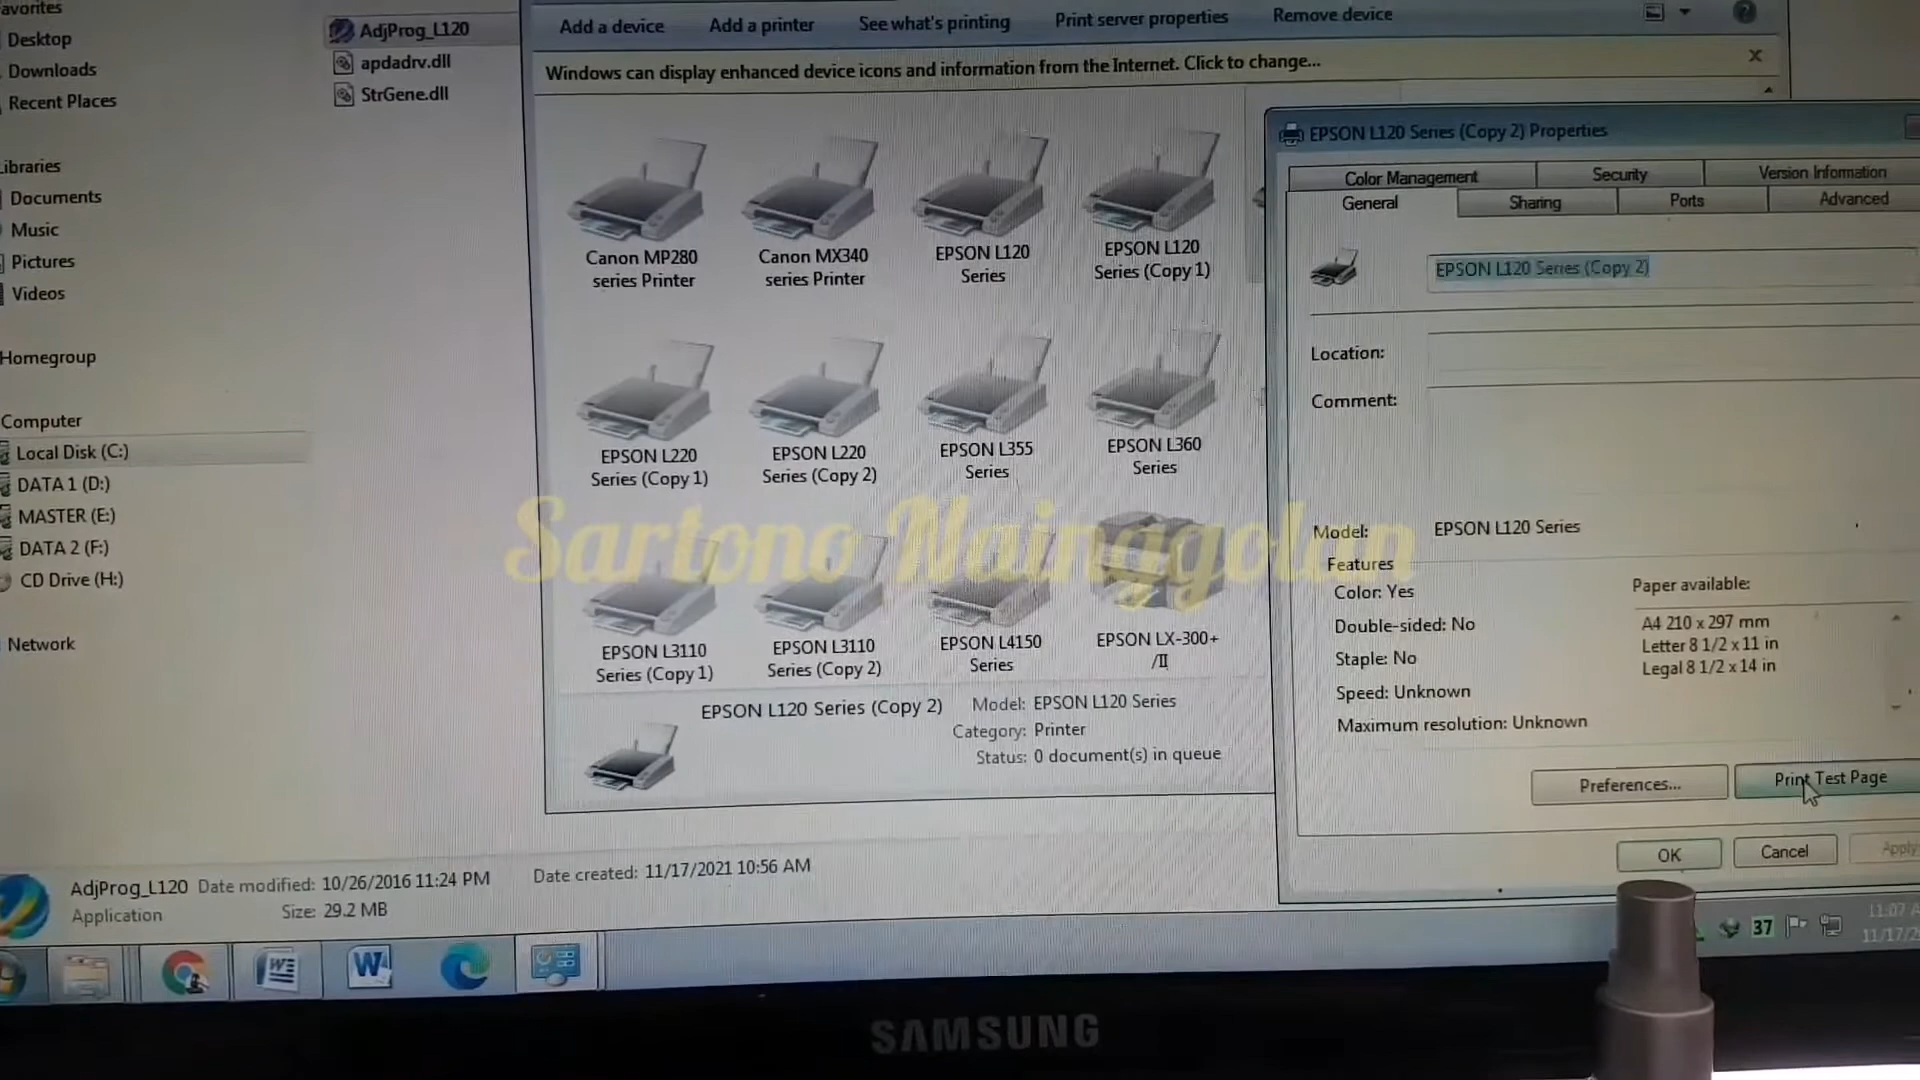 avorites
Desktop
Downloads
Recent Places
ibraries
Documents
Music
Pictures
Videos
Homegroup
Computer
Local Disk (C:)
DATA 1 (D:)
MASTER (E:)
DATA 2 (F:)
CD Drive (H:)
Network
AdjProg_L120
apdadrv.dll
StrGene.dll
Add a device Add a printer See what's printing Print server properties Remove device
Windows can display enhanced device icons and information from the Internet. Click to change...
Canon MP280
series Printer
Canon MX340
series Printer
EPSON L120
Series
EPSON L120
Series (Copy 1)
EPSON L220
Series (Copy 1)
EPSON L220
Series (Copy 2)
EPSON L355
Series
EPSON L360
Series
EPSON L3110
Series (Copy 1)
EPSON L3110
Series (Copy 2)
EPSON L4150
Series
EPSON LX-300+
/II
EPSON L120 Series (Copy 2)
Model: EPSON L120 Series
Category: Printer
Status: 0 document(s) in queue
EPSON L120 Series (Copy 2) Properties
Color Management Security Version Information
General Sharing Ports Advanced
EPSON L120 Series (Copy 2)
Location:
Comment:
Model: EPSON L120 Series
Features
Color: Yes
Double-sided: No
Staple: No
Speed: Unknown
Maximum resolution: Unknown
Paper available:
A4 210 x 297 mm
Letter 8 1/2 x 11 in
Legal 8 1/2 x 14 in
Preferences... Print Test Page
OK Cancel Apply
Sartono Nainggolan
AdjProg_L120 Date modified: 10/26/2016 11:24 PM Date created: 11/17/2021 10:56 AM
Application Size: 29.2 MB
37
11:07 A
11/17/2
SAMSUNG